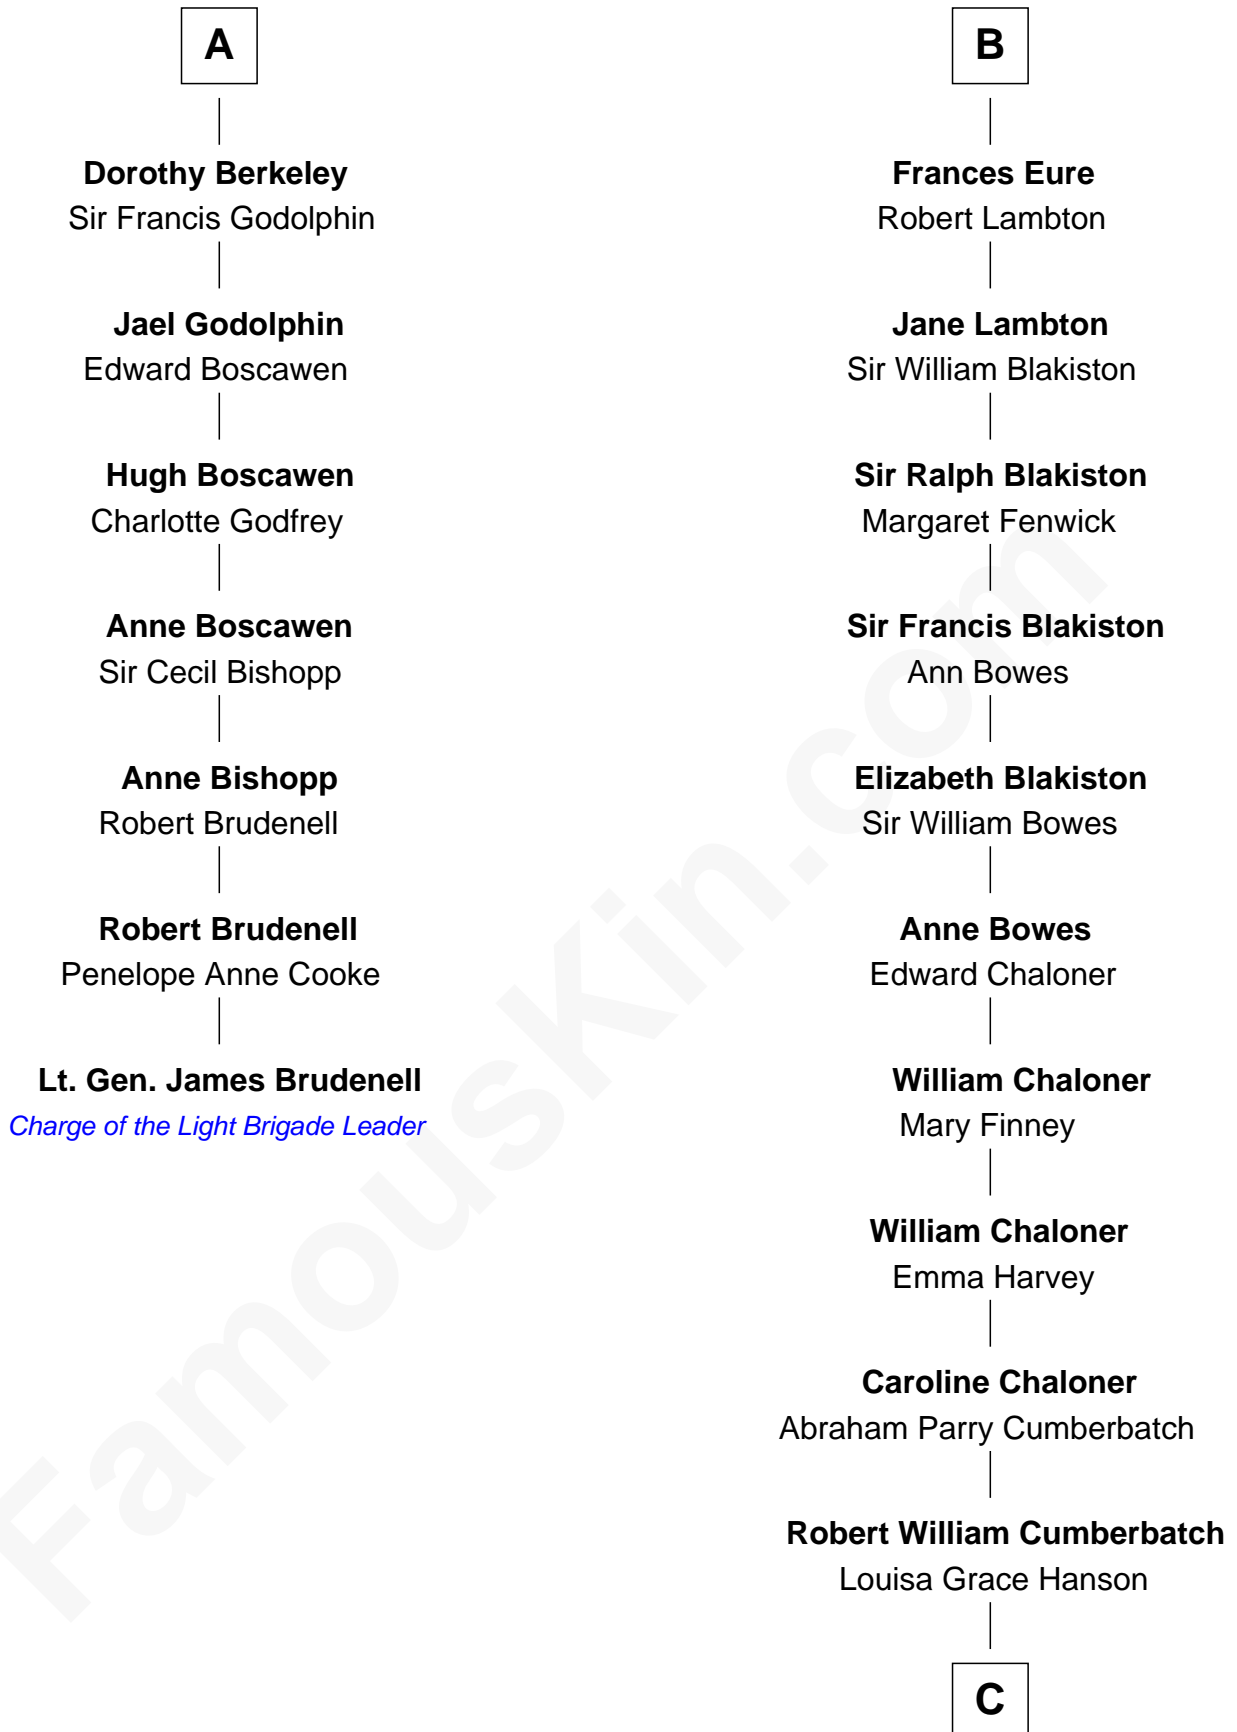 A
Dorothy Berkeley
Sir Francis Godolphin
Jael Godolphin
Edward Boscawen
Hugh Boscawen
Charlotte Godfrey
Anne Boscawen
Sir Cecil Bishopp
Anne Bishopp
Robert Brudenell
Robert Brudenell
Penelope Anne Cooke
Lt. Gen. James Brudenell
Charge of the Light Brigade Leader
B
Frances Eure
Robert Lambton
Jane Lambton
Sir William Blakiston
Sir Ralph Blakiston
Margaret Fenwick
Sir Francis Blakiston
Ann Bowes
Elizabeth Blakiston
Sir William Bowes
Anne Bowes
Edward Chaloner
William Chaloner
Mary Finney
William Chaloner
Emma Harvey
Caroline Chaloner
Abraham Parry Cumberbatch
Robert William Cumberbatch
Louisa Grace Hanson
C
FamousKin.com